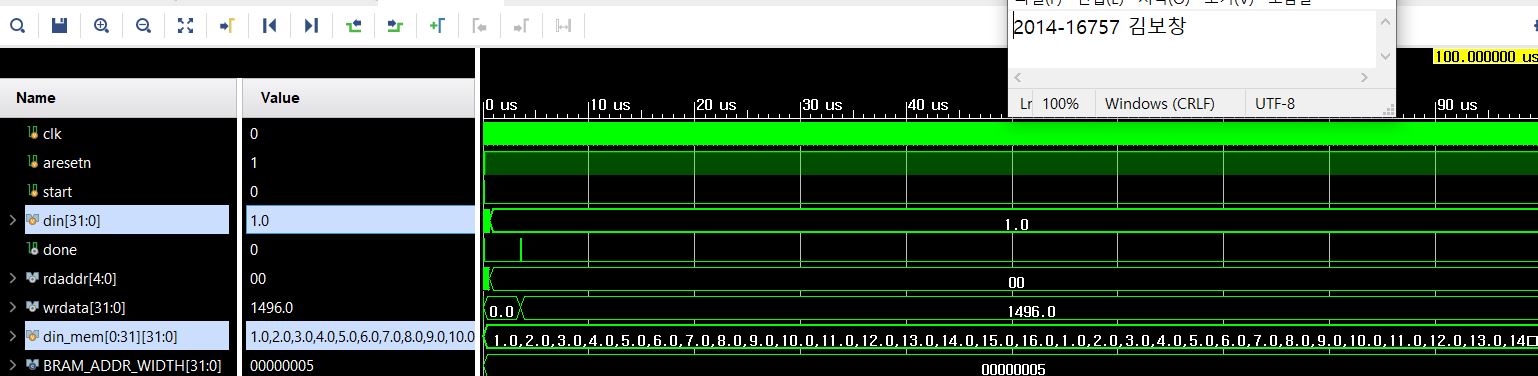 2014-16757 김보창
100.000000 us
Ln
100%
Windows (CRLF)
UTF-8
Name
Value
0 us
10 us
20 us
30 us
40 us
90 us
clk
0
aresetn
1
start
0
din[31:0]
1.0
1.0
done
0
rdaddr[4:0]
00
00
wrdata[31:0]
1496.0
0.0
1496.0
din_mem[0:31][31:0]
1.0,2.0,3.0,4.0,5.0,6.0,7.0,8.0,9.0,10.0
1.0,2.0,3.0,4.0,5.0,6.0,7.0,8.0,9.0,10.0,11.0,12.0,13.0,14.0,15.0,16.0,1.0,2.0,3.0,4.0,5.0,6.0,7.0,8.0,9.0,10.0,11.0,12.0,13.0,14
BRAM_ADDR_WIDTH[31:0]
00000005
00000005